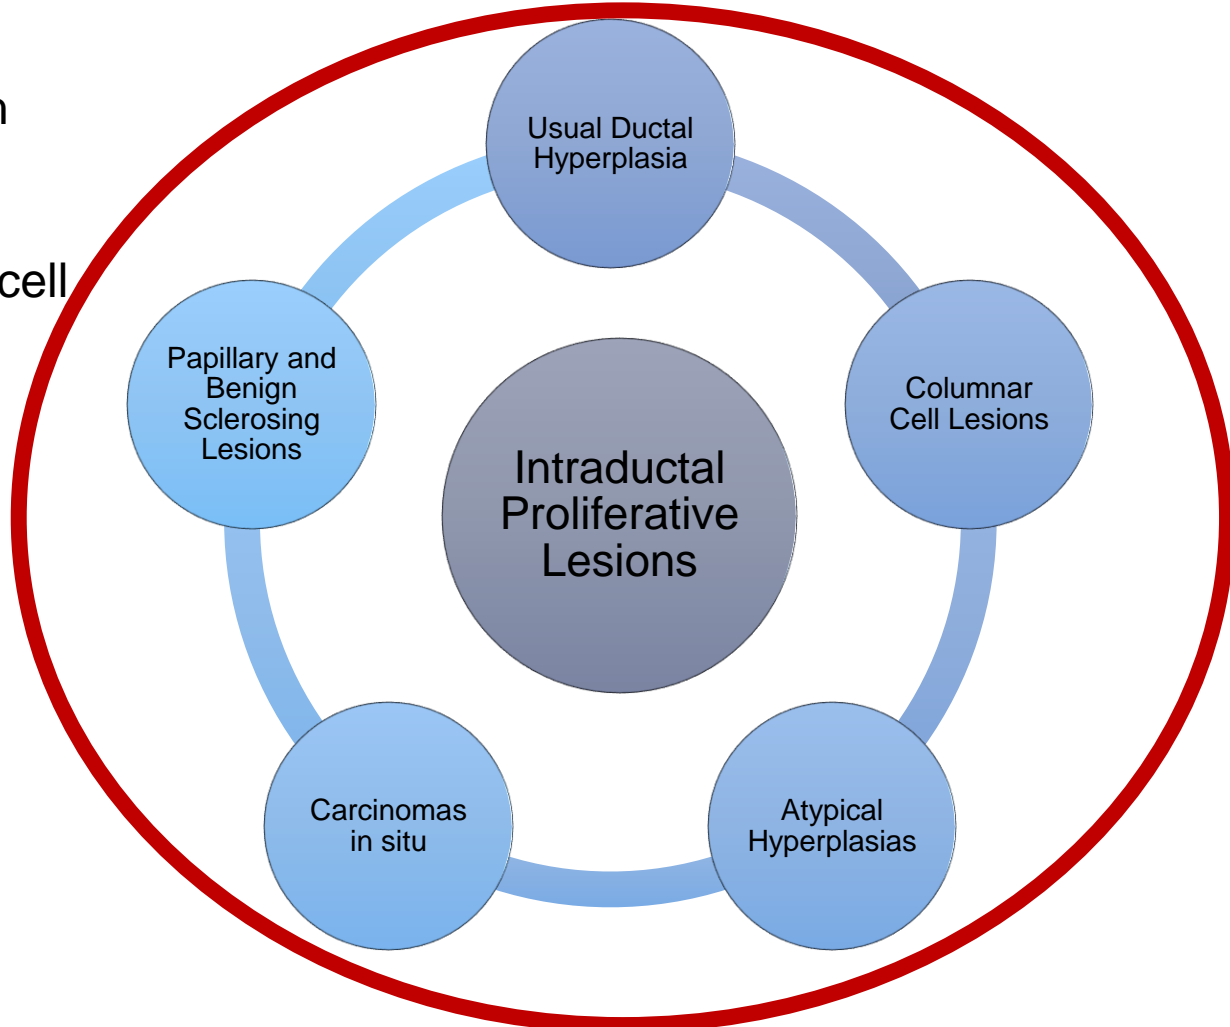 n
cell
Usual Ductal
Hyperplasia
Papillary and
Benign
Sclerosing
Lesions
Columnar
Cell Lesions
Intraductal
Proliferative
Lesions
Carcinomas
in situ
Atypical
Hyperplasias